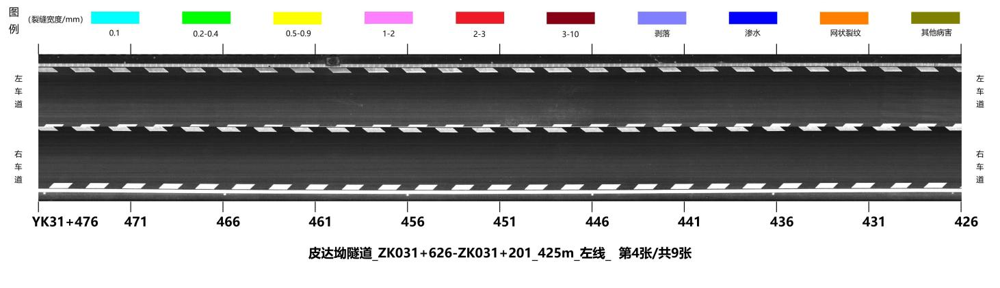 图例
(裂缝宽度/mm)
0.1 0.2-0.4 0.5-0.9 1-2 2-3 3-10 剥落 渗水 网状裂纹 其他病害
左车道
左车道
右车道
右车道
YK31+476 471 466 461 456 451 446 441 436 431 426
皮达坳隧道_ZK031+626-ZK031+201_425m_左线_ 第4张/共9张